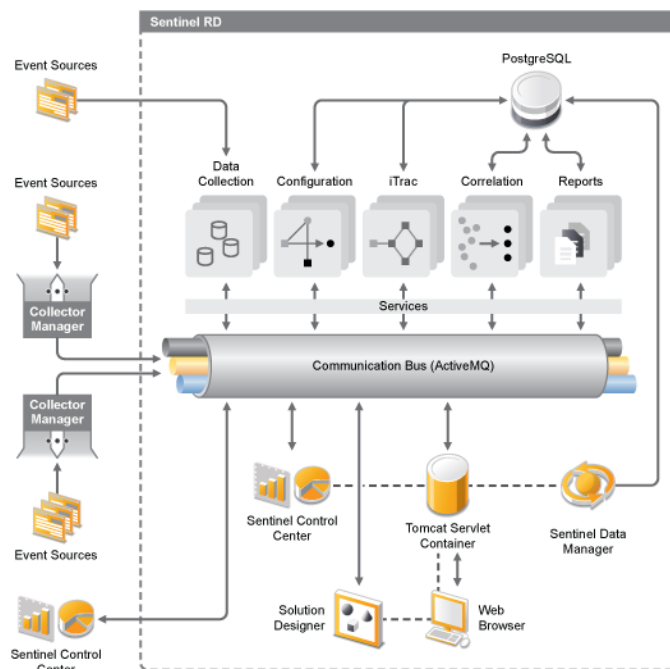 Sentinel RD
Event Sources
PostgreSQL
Data
Collection
Configuration
iTrac
Correlation
Reports
Event Sources
Collector
Manager
Services
Communication Bus (ActiveMQ)
Collector
Manager
Event Sources
Sentinel Control
Center
Tomcat Servlet
Container
Sentinel Data
Manager
Solution
Designer
Web
Browser
Sentinel Control
Center